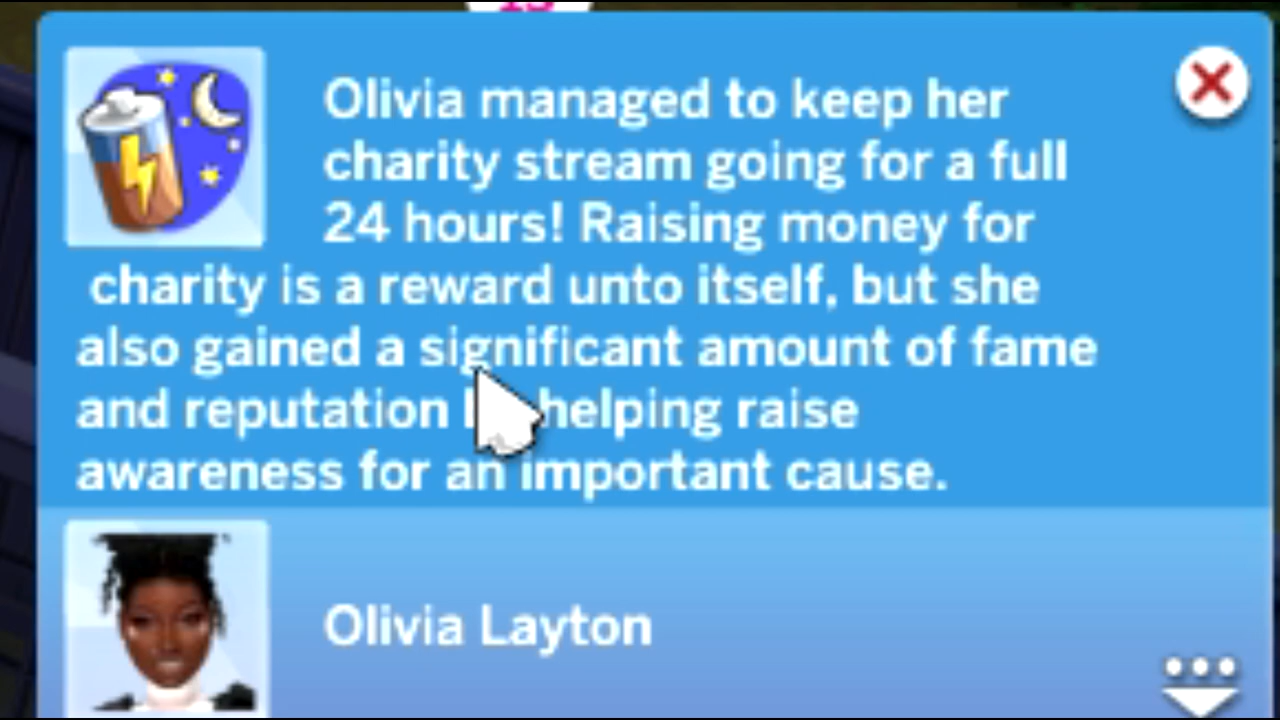 Olivia managed to keep her
charity stream going for a full
24 hours! Raising money for
charity is a reward unto itself, but she
also gained a significant amount of fame
and reputation helping raise
awareness for an important cause.
Olivia Layton